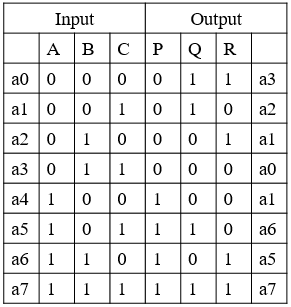 Input Output
A B C P Q R
a0 0 0 0 0 1 1 a3
a1 0 0 1 0 1 0 a2
a2 0 1 0 0 0 1 a1
a3 0 1 1 0 0 0 a0
a4 1 0 0 1 0 0 a1
a5 1 0 1 1 1 0 a6
a6 1 1 0 1 0 1 a5
a7 1 1 1 1 1 1 a7